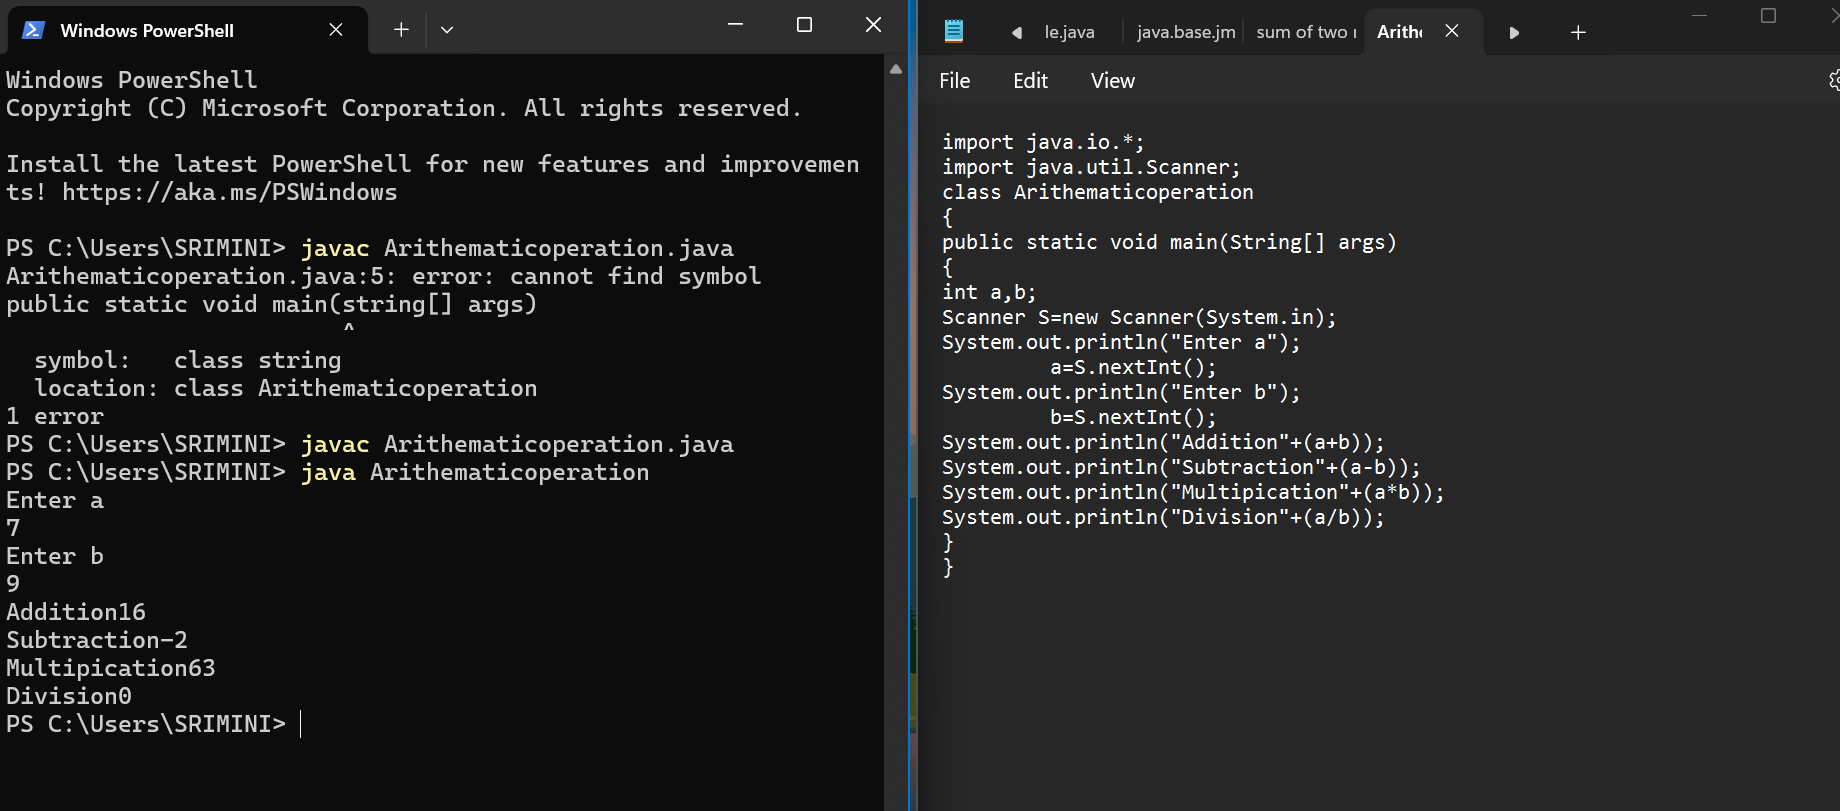 Windows PowerShell
Windows PowerShell
Copyright (C) Microsoft Corporation. All rights reserved.
Install the latest PowerShell for new features and improvemen
ts! https://aka.ms/PSWindows
PS C:\Users\SRIMINI> javac Arithematicoperation.java
Arithematicoperation.java:5: error: cannot find symbol
public static void main(string[] args)
^
symbol:   class string
location: class Arithematicoperation
1 error
PS C:\Users\SRIMINI> javac Arithematicoperation.java
PS C:\Users\SRIMINI> java Arithematicoperation
Enter a
7
Enter b
9
Addition16
Subtraction-2
Multipication63
Division0
PS C:\Users\SRIMINI>
le.java java.base.jm sum of two Arithe
File Edit View
import java.io.*;
import java.util.Scanner;
class Arithematicoperation
{
public static void main(String[] args)
{
int a,b;
Scanner S=new Scanner(System.in);
System.out.println("Enter a");
a=S.nextInt();
System.out.println("Enter b");
b=S.nextInt();
System.out.println("Addition"+(a+b));
System.out.println("Subtraction"+(a-b));
System.out.println("Multipication"+(a*b));
System.out.println("Division"+(a/b));
}
}